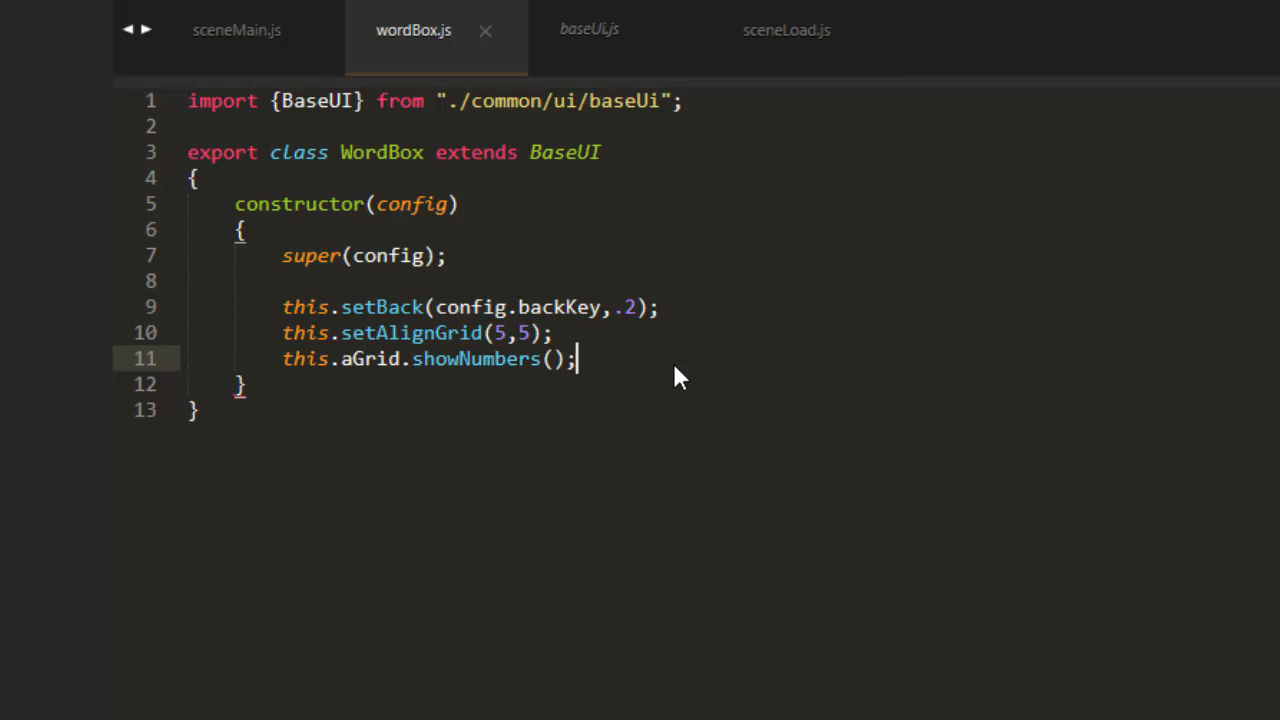 sceneMain.js wordBox.js baseUi.js sceneLoad.js
1 import {BaseUI} from "./common/ui/baseUi";
2
3 export class WordBox extends BaseUI
4 {
5 constructor(config)
6 {
7 super(config);
8
9 this.setBack(config.backKey,.2);
10 this.setAlignGrid(5,5);
11 this.aGrid.showNumbers();
12 }
13 }